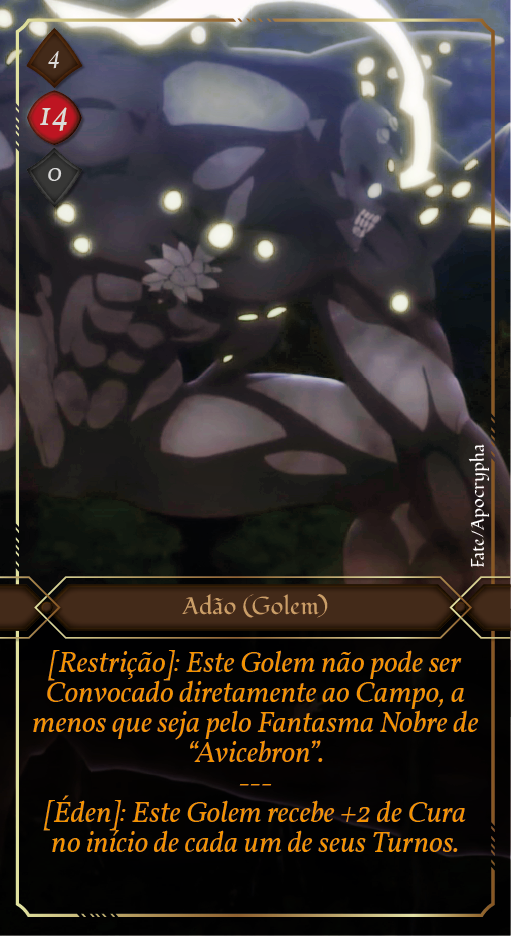 4
14
0
Fate/Apocrypha
Adão (Golem)
[Restrição]: Este Golem não pode ser
Convocado diretamente ao Campo, a
menos que seja pelo Fantasma Nobre de
“Avicebron”.
---
[Éden]: Este Golem recebe +2 de Cura
no início de cada um de seus Turnos.